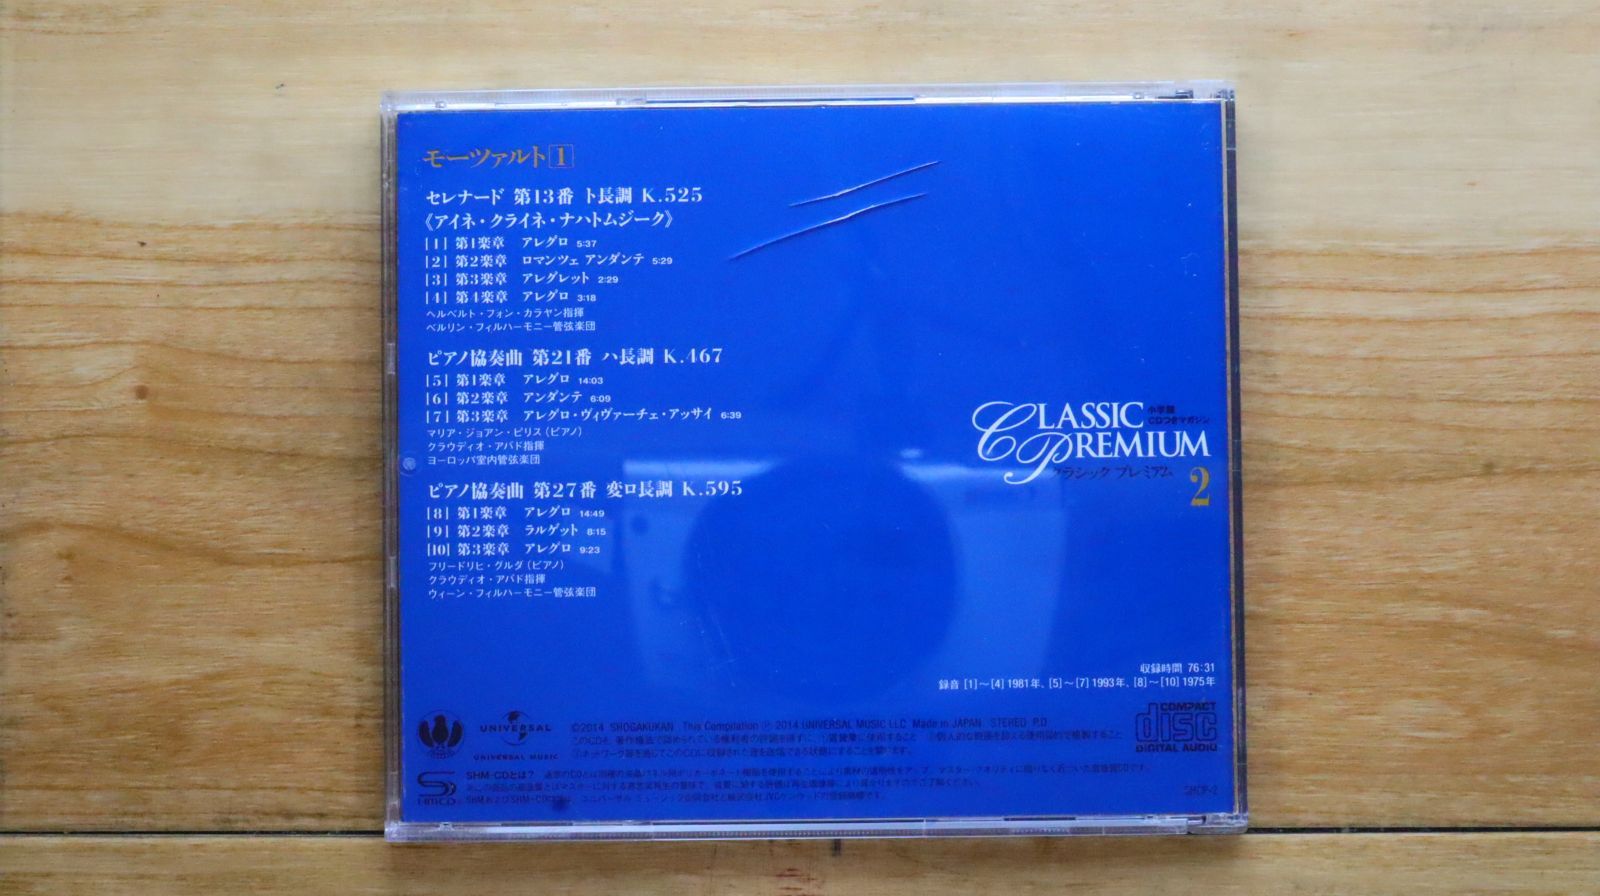 モーツァルト 1
セレナード 第13番 ト長調 K.525
《アイネ・クライネ・ナハトムジーク》
[1] 第1楽章 アレグロ 5:37
[2] 第2楽章 ロマンツェ アンダンテ 5:29
[3] 第3楽章 アレグレット 2:29
[4] 第4楽章 アレグロ 3:18
ヘルベルト・フォン・カラヤン指揮
ベルリン・フィルハーモニー管弦楽団
ピアノ協奏曲 第21番 ハ長調 K.467
[5] 第1楽章 アレグロ 14:03
[6] 第2楽章 アンダンテ 6:09
[7] 第3楽章 アレグロ・ヴィヴァーチェ・アッサイ 6:39
マリア・ジョアン・ピリス(ピアノ)
クラウディオ・アバド指揮
ヨーロッパ室内管弦楽団
ピアノ協奏曲 第27番 変ロ長調 K.595
[8] 第1楽章 アレグロ 14:49
[9] 第2楽章 ラルゲット 8:15
[10] 第3楽章 アレグロ 9:23
フリードリヒ・グルダ(ピアノ)
クラウディオ・アバド指揮
ウィーン・フィルハーモニー管弦楽団
小学館
CDつきマガジン
CLASSIC
PREMIUM
クラシック プレミアム
2
収録時間 76:31
録音 [1]〜[4] 1981年、[5]〜[7] 1993年、[8]〜[10] 1975年
UNIVERSAL
UNIVERSAL MUSIC
©2014 SHOGAKUKAN This Compilation ℗ 2014 UNIVERSAL MUSIC LLC Made in JAPAN STEREO P.D.
COMPACT
disc
DIGITAL AUDIO
SHM-CDとは?
SHM-CD